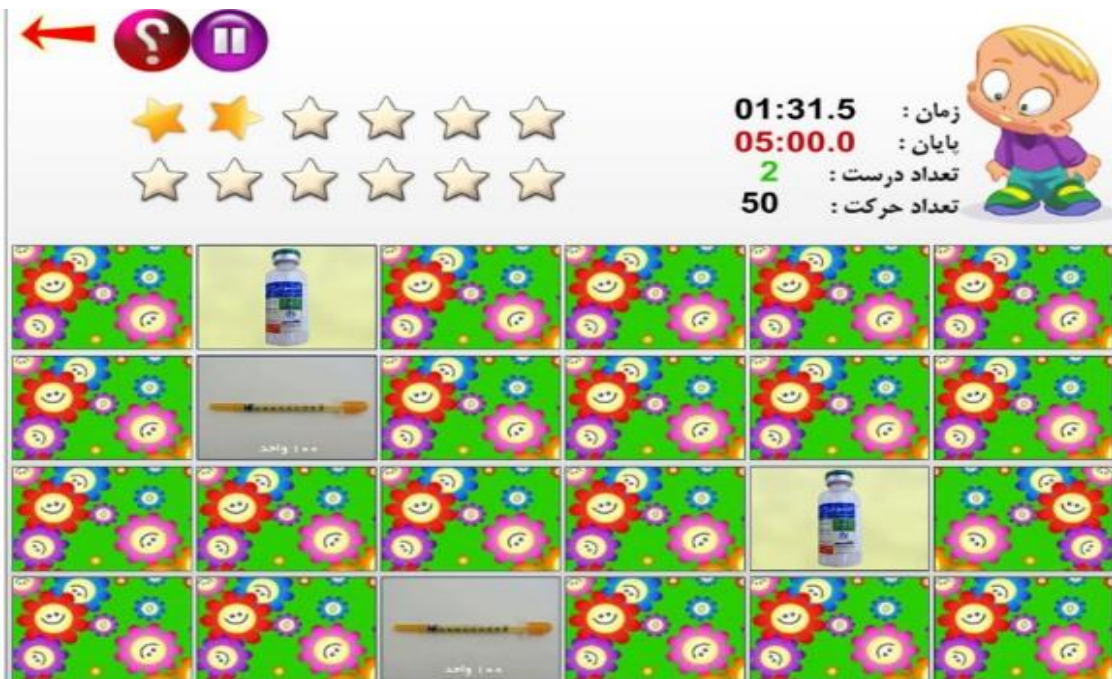 زمان : 01:31.5
پایان : 05:00.0
تعداد درست : 2
تعداد حرکت : 50
۱۰۰ واحد
۱۰۰ واحد